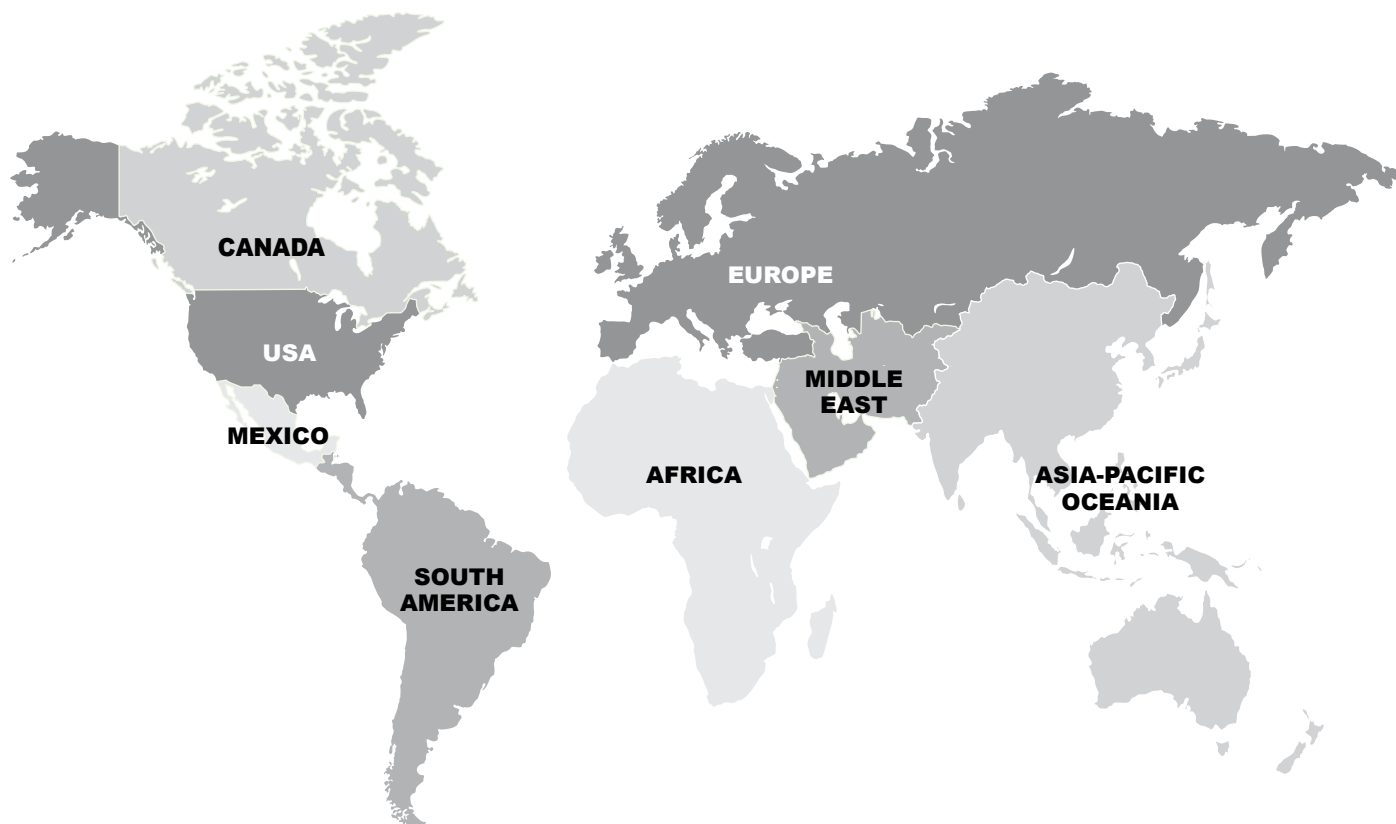 CANADA
EUROPE
USA
MIDDLE
EAST
MEXICO
AFRICA
ASIA-PACIFIC
OCEANIA
SOUTH
AMERICA